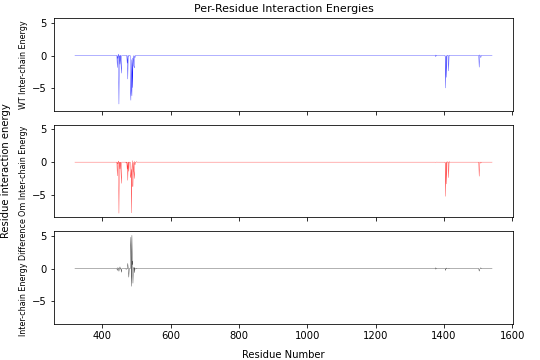 Per-Residue Interaction Energies
Residue interaction energy
WT Inter-chain Energy
5
0
−5
Om Inter-chain Energy
5
0
−5
Inter-chain Energy Difference
5
0
−5
400
600
800
1000
1200
1400
1600
Residue Number